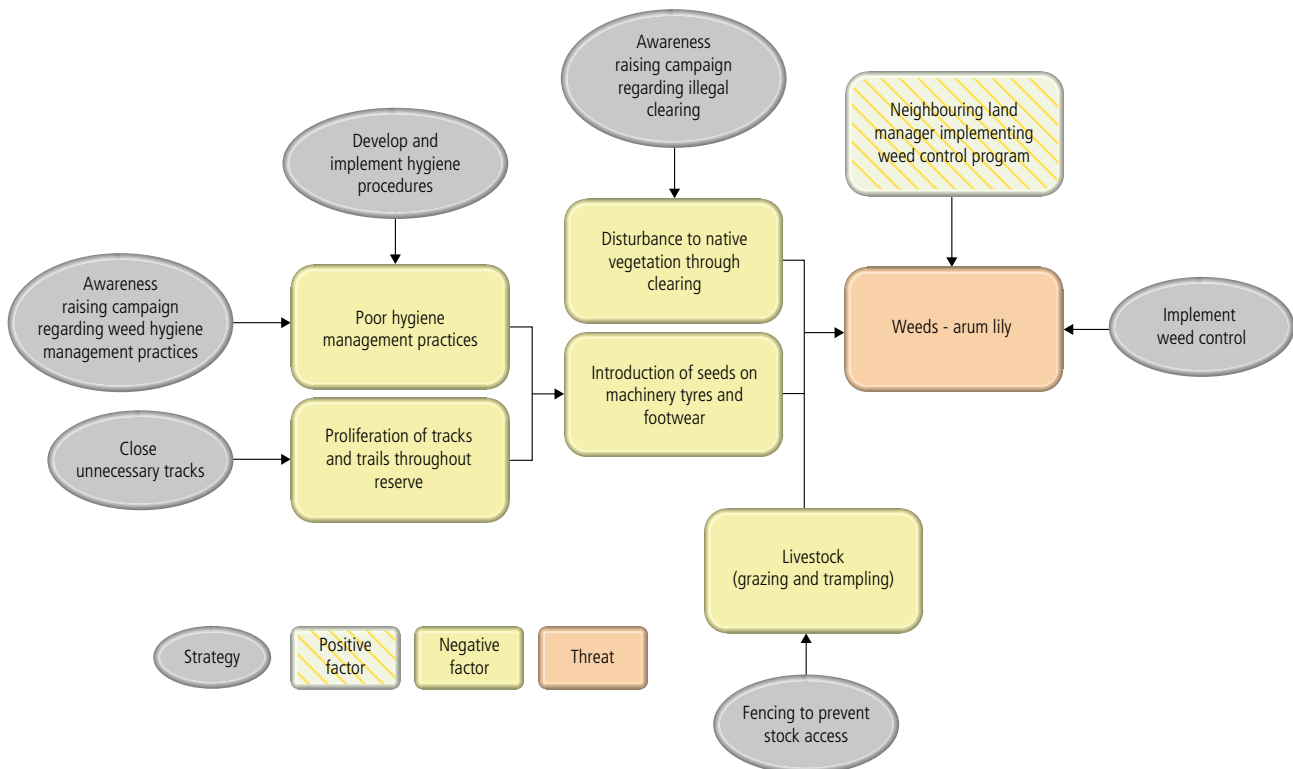 Awareness
raising campaign
regarding illegal
clearing
Neighbouring land
manager implementing
weed control program
Develop and
implement hygiene
procedures
Disturbance to native
vegetation through
clearing
Awareness
raising campaign
regarding weed hygiene
management practices
Poor hygiene
management practices
Weeds - arum lily
Implement
weed control
Introduction of seeds on
machinery tyres and
footwear
Close
unnecessary tracks
Proliferation of tracks
and trails throughout
reserve
Livestock
(grazing and trampling)
Strategy
Positive
factor
Negative
factor
Threat
Fencing to prevent
stock access